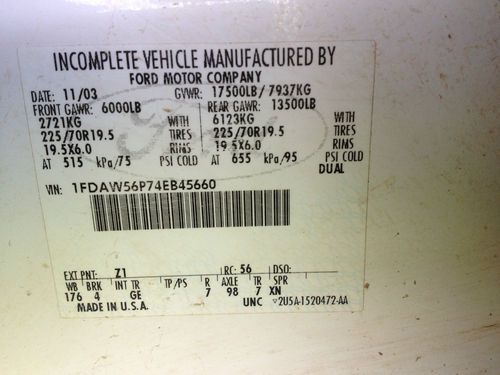 INCOMPLETE VEHICLE MANUFACTURED BY
FORD MOTOR COMPANY
DATE: 11/03 GVWR: 17500LB/ 7937KG
FRONT GAWR: 6000LB REAR GAWR: 13500LB
2721KG WITH 6123KG WITH
225/70R19.5 TIRES 225/70R19.5 TIRES
19.5X6.0 RIMS 19.5X6.0 RIMS
AT 515 kPa/75 PSI COLD AT 655 kPa/95 PSI COLD
DUAL
VIN: 1FDAW56P74EB45660
EXT PNT: Z1 RC: 56 DSO:
WB BRK INT TR TP/PS R AXLE TR SPR
176 4 GE 7 98 7 XN
MADE IN U.S.A. UNC 2U5A-1520472-AA